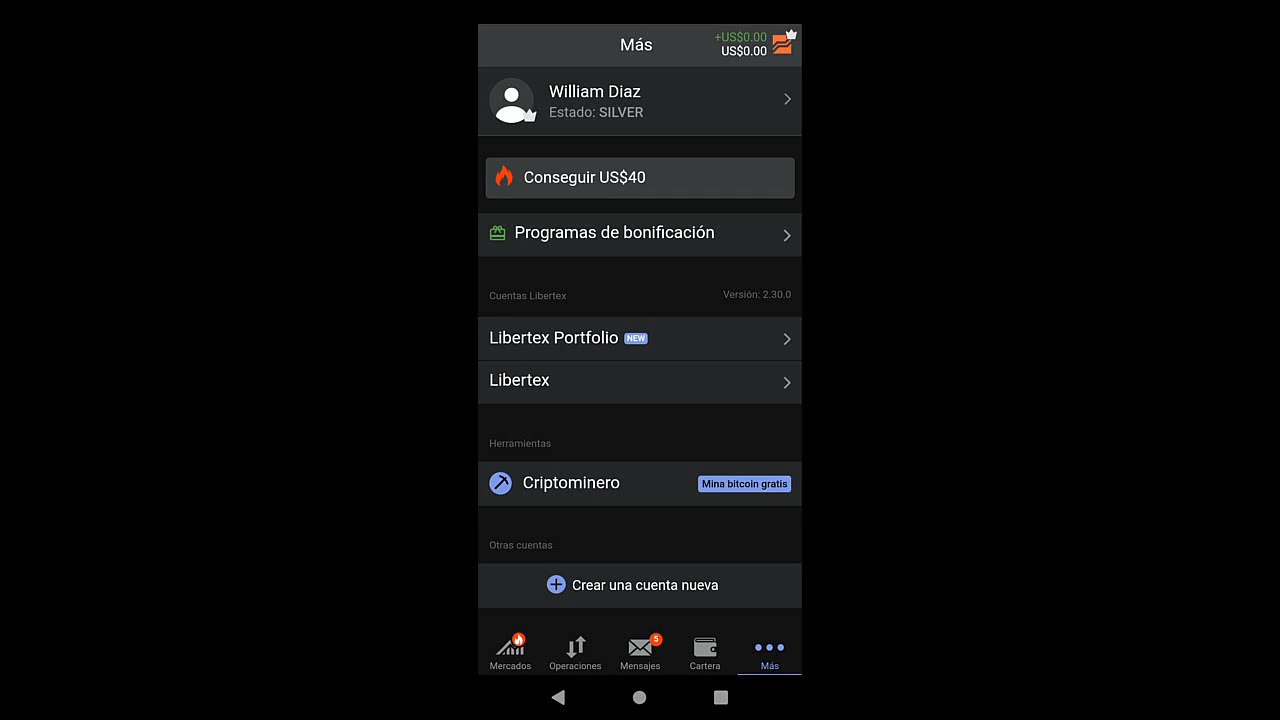 Más
+US$0.00
US$0.00
William Diaz
Estado: SILVER
Conseguir US$40
Programas de bonificación
Cuentas Libertex
Versión: 2.30.0
Libertex Portfolio NEW
Libertex
Herramientas
Criptominero
Mina bitcoin gratis
Otras cuentas
Crear una cuenta nueva
5
Mercados
Operaciones
Mensajes
Cartera
Más